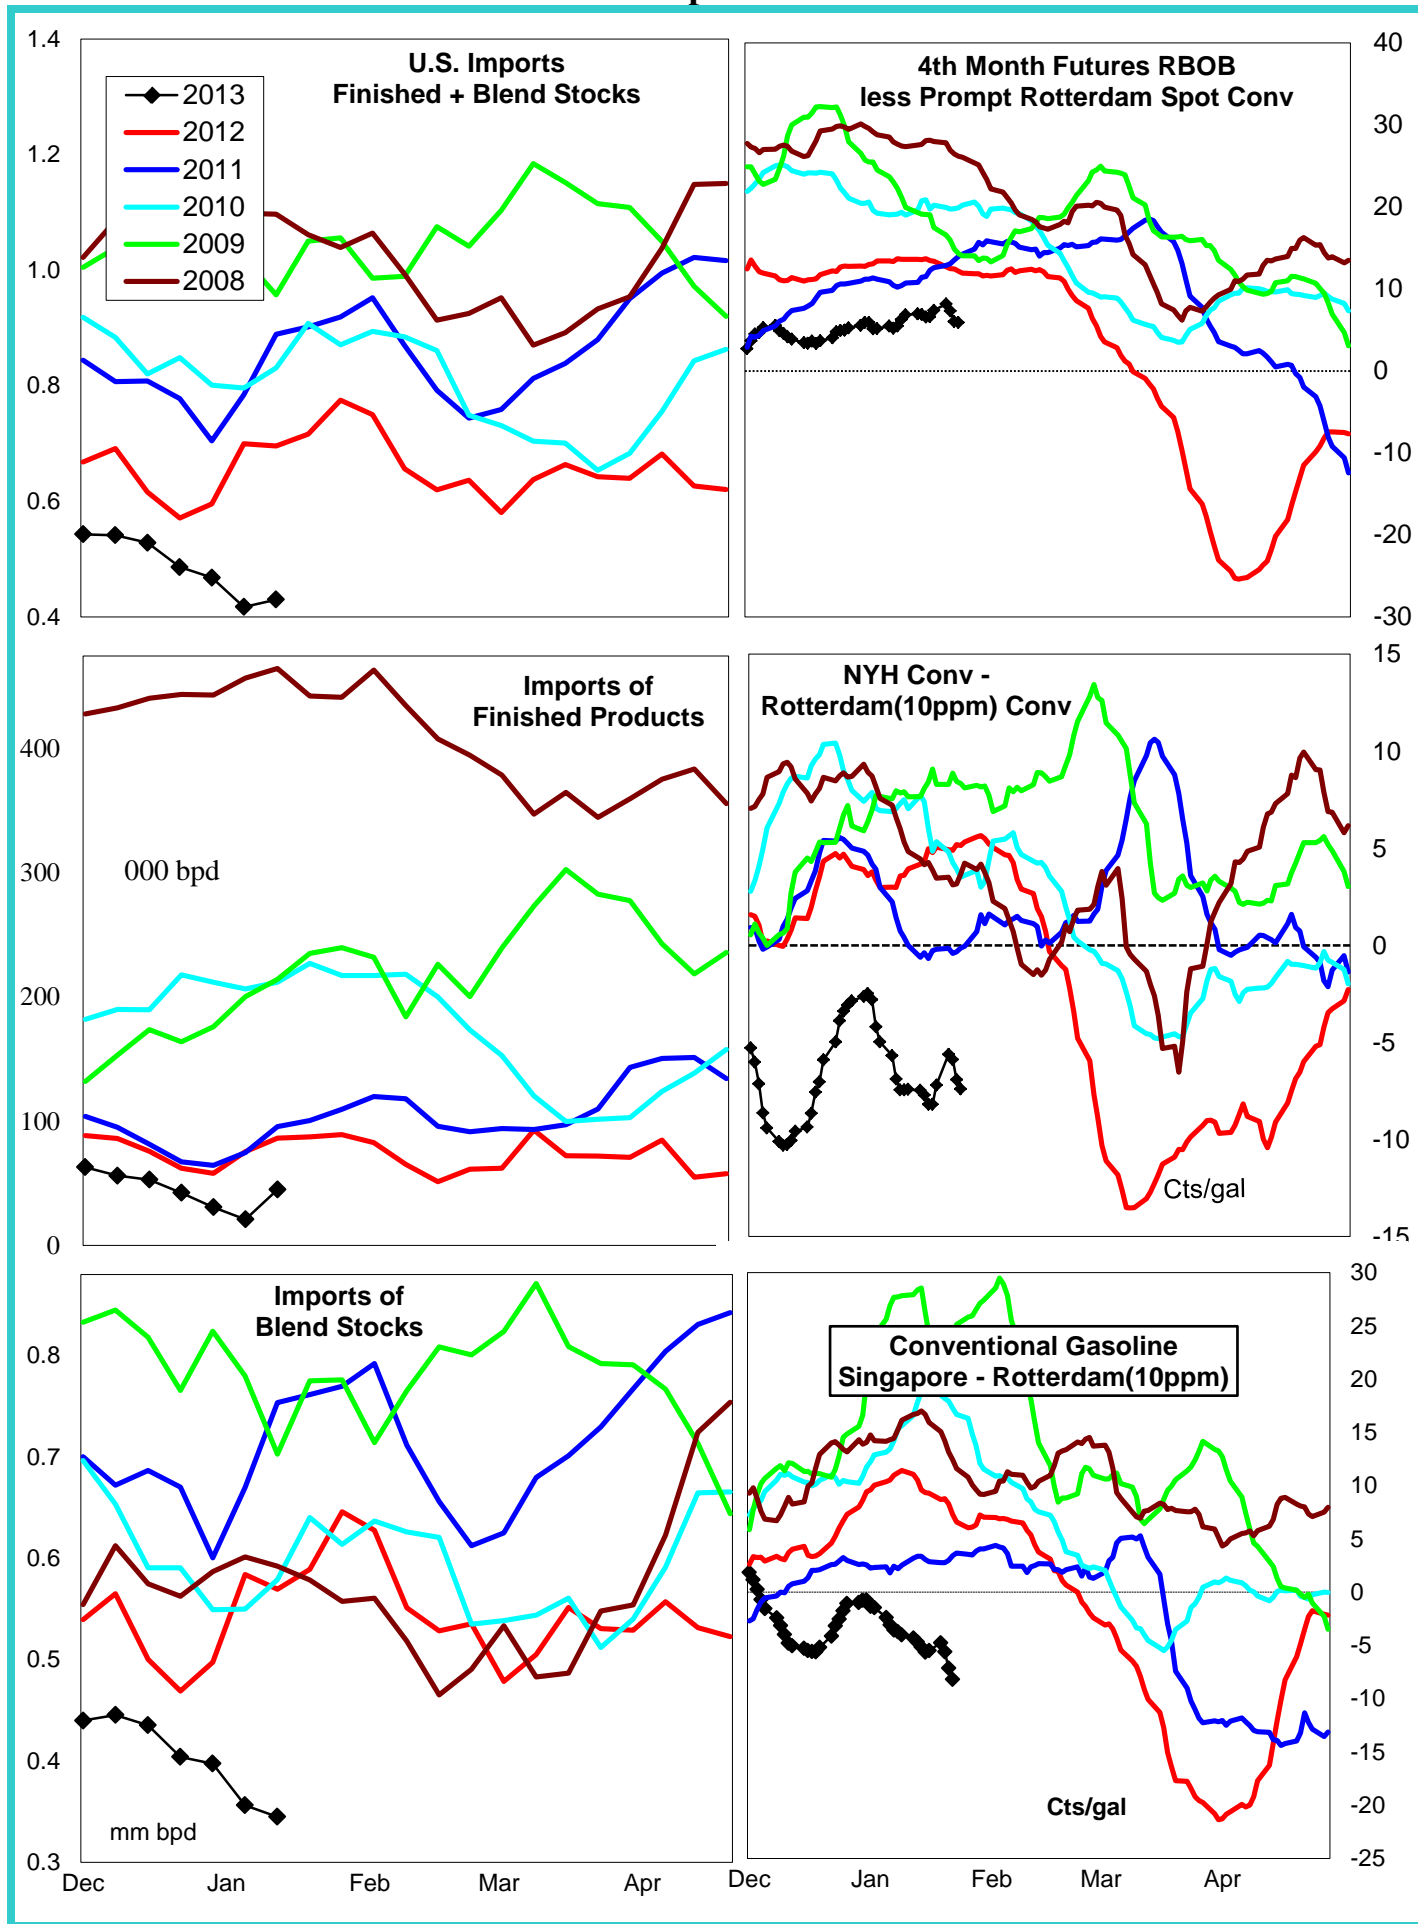 1.4
1.2
1.0
0.8
0.6
0.4
U.S. Imports
Finished + Blend Stocks
2013
2012
2011
2010
2009
2008
4th Month Futures RBOB
less Prompt Rotterdam Spot Conv
40
30
20
10
0
-10
-20
-30
Imports of
Finished Products
000 bpd
400
300
200
100
0
NYH Conv -
Rotterdam(10ppm) Conv
Cts/gal
15
10
5
0
-5
-10
-15
Imports of
Blend Stocks
0.8
0.7
0.6
0.5
0.4
0.3
mm bpd
Dec Jan Feb Mar Apr
Conventional Gasoline
Singapore - Rotterdam(10ppm)
Cts/gal
30
25
20
15
10
5
0
-5
-10
-15
-20
-25
Dec Jan Feb Mar Apr